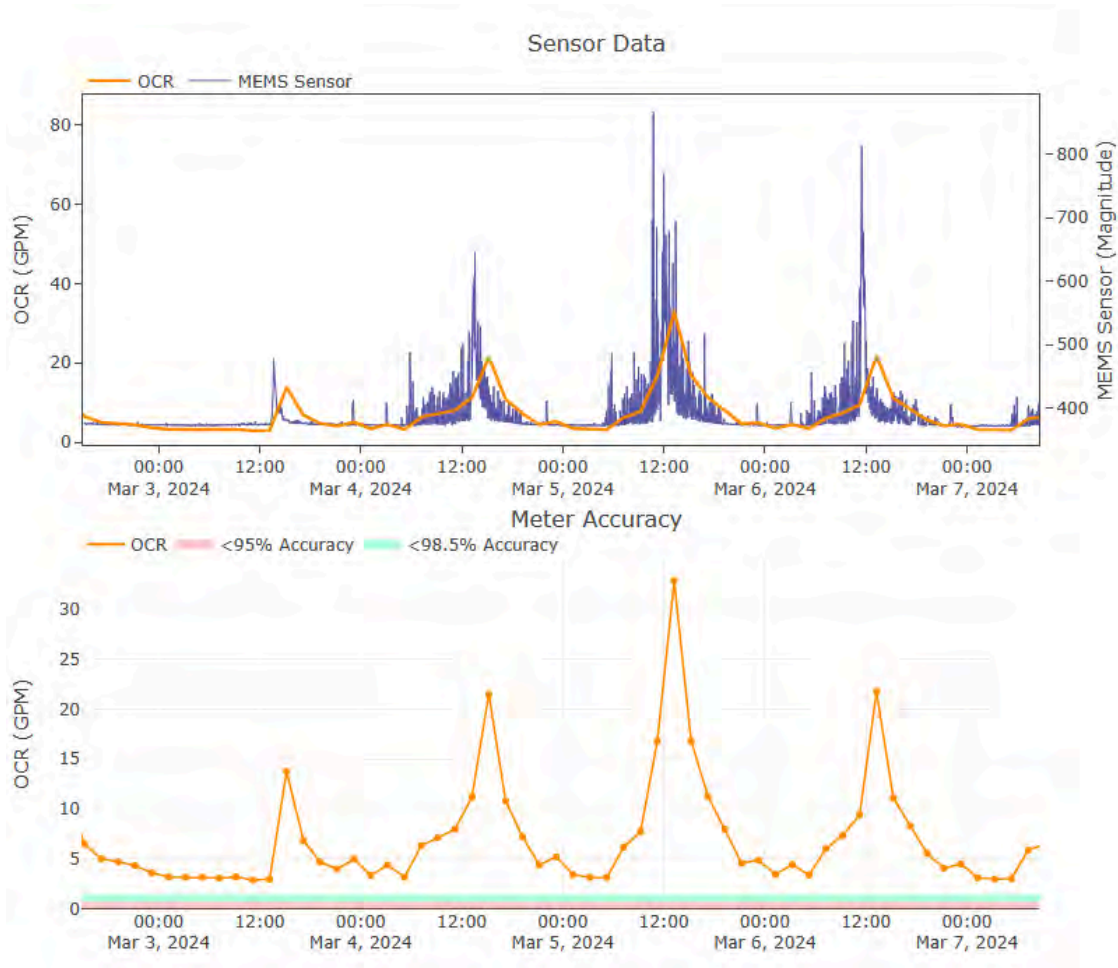 Sensor Data
OCR MEMS Sensor
80
60
40
20
0
OCR (GPM)
800
700
600
500
400
MEMS Sensor (Magnitude)
00:00 12:00 00:00 12:00 00:00 12:00 00:00 12:00 00:00
Mar 3, 2024 Mar 4, 2024 Mar 5, 2024 Mar 6, 2024 Mar 7, 2024
Meter Accuracy
OCR <95% Accuracy <98.5% Accuracy
30
25
20
15
10
5
0
OCR (GPM)
00:00 12:00 00:00 12:00 00:00 12:00 00:00 12:00 00:00
Mar 3, 2024 Mar 4, 2024 Mar 5, 2024 Mar 6, 2024 Mar 7, 2024